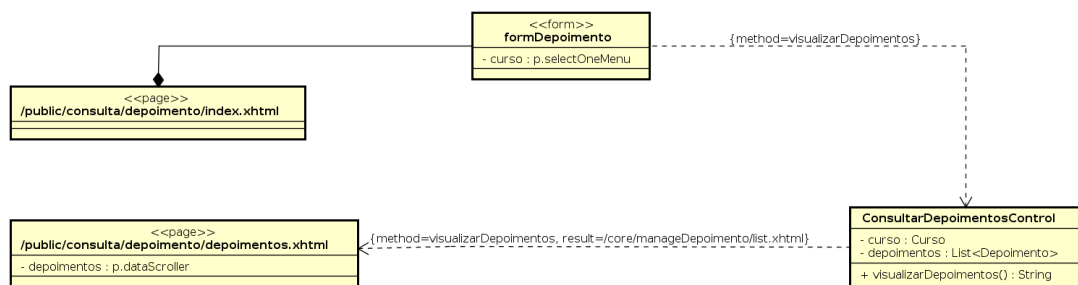 <<form>>
formDepoimento
- curso : p.selectOneMenu
{method=visualizarDepoimentos}
<<page>>
/public/consulta/depoimento/index.xhtml
<<page>>
/public/consulta/depoimento/depoimentos.xhtml
- depoimentos : p.dataScroller
{method=visualizarDepoimentos, result=/core/manageDepoimento/list.xhtml}
ConsultarDepoimentosControl
- curso : Curso
- depoimentos : List<Depoimento>
+ visualizarDepoimentos() : String